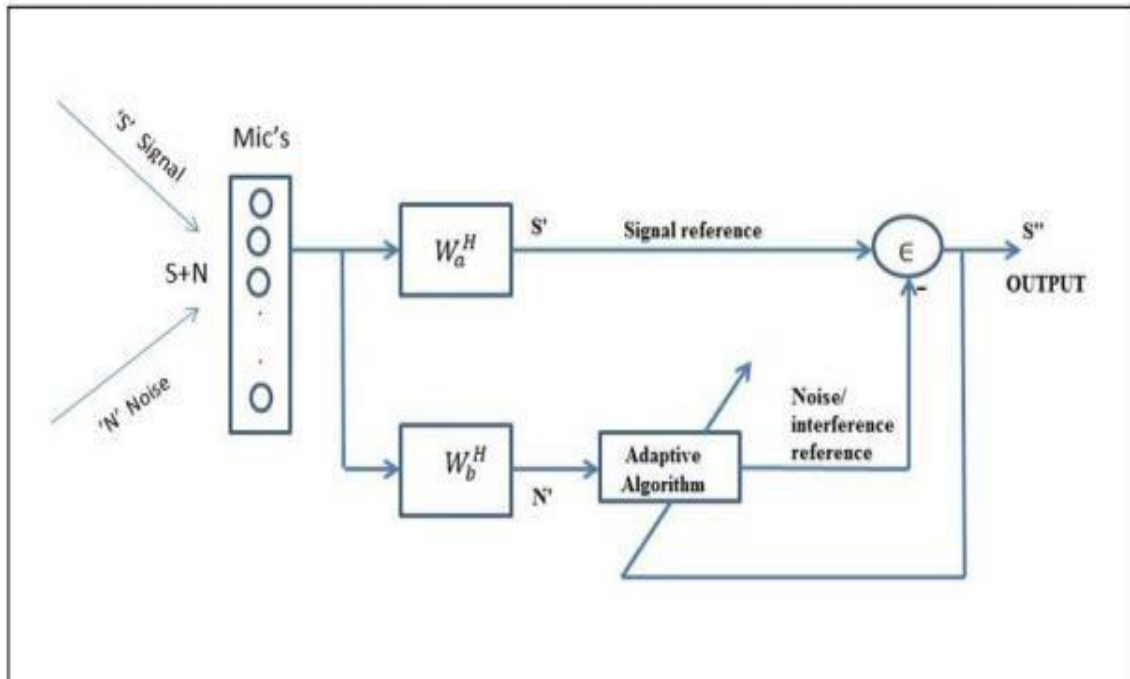 'S' Signal
Mic's
S+N
'N' Noise
W_a^H
S'
Signal reference
∈
-
S"
OUTPUT
W_b^H
N'
Adaptive
Algorithm
Noise/
interference
reference